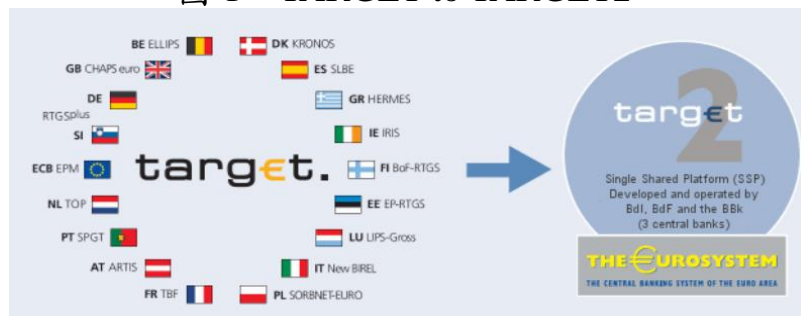 BE ELLIPS
DK KRONOS
GB CHAPS euro
ES SLBE
DE
RTGSplus
GR HERMES
SI
IE IRIS
ECB EPM
target.
FI BoF-RTGS
NL TOP
EE EP-RTGS
PT SPGT
LU LIPS-Gross
AT ARTIS
IT New BIREL
FR TBF
PL SORBNET-EURO
target
2
Single Shared Platform (SSP)
Developed and operated by
BdI, BdF and the BBk
(3 central banks)
THE €UROSYSTEM
THE CENTRAL BANKING SYSTEM OF THE EURO AREA